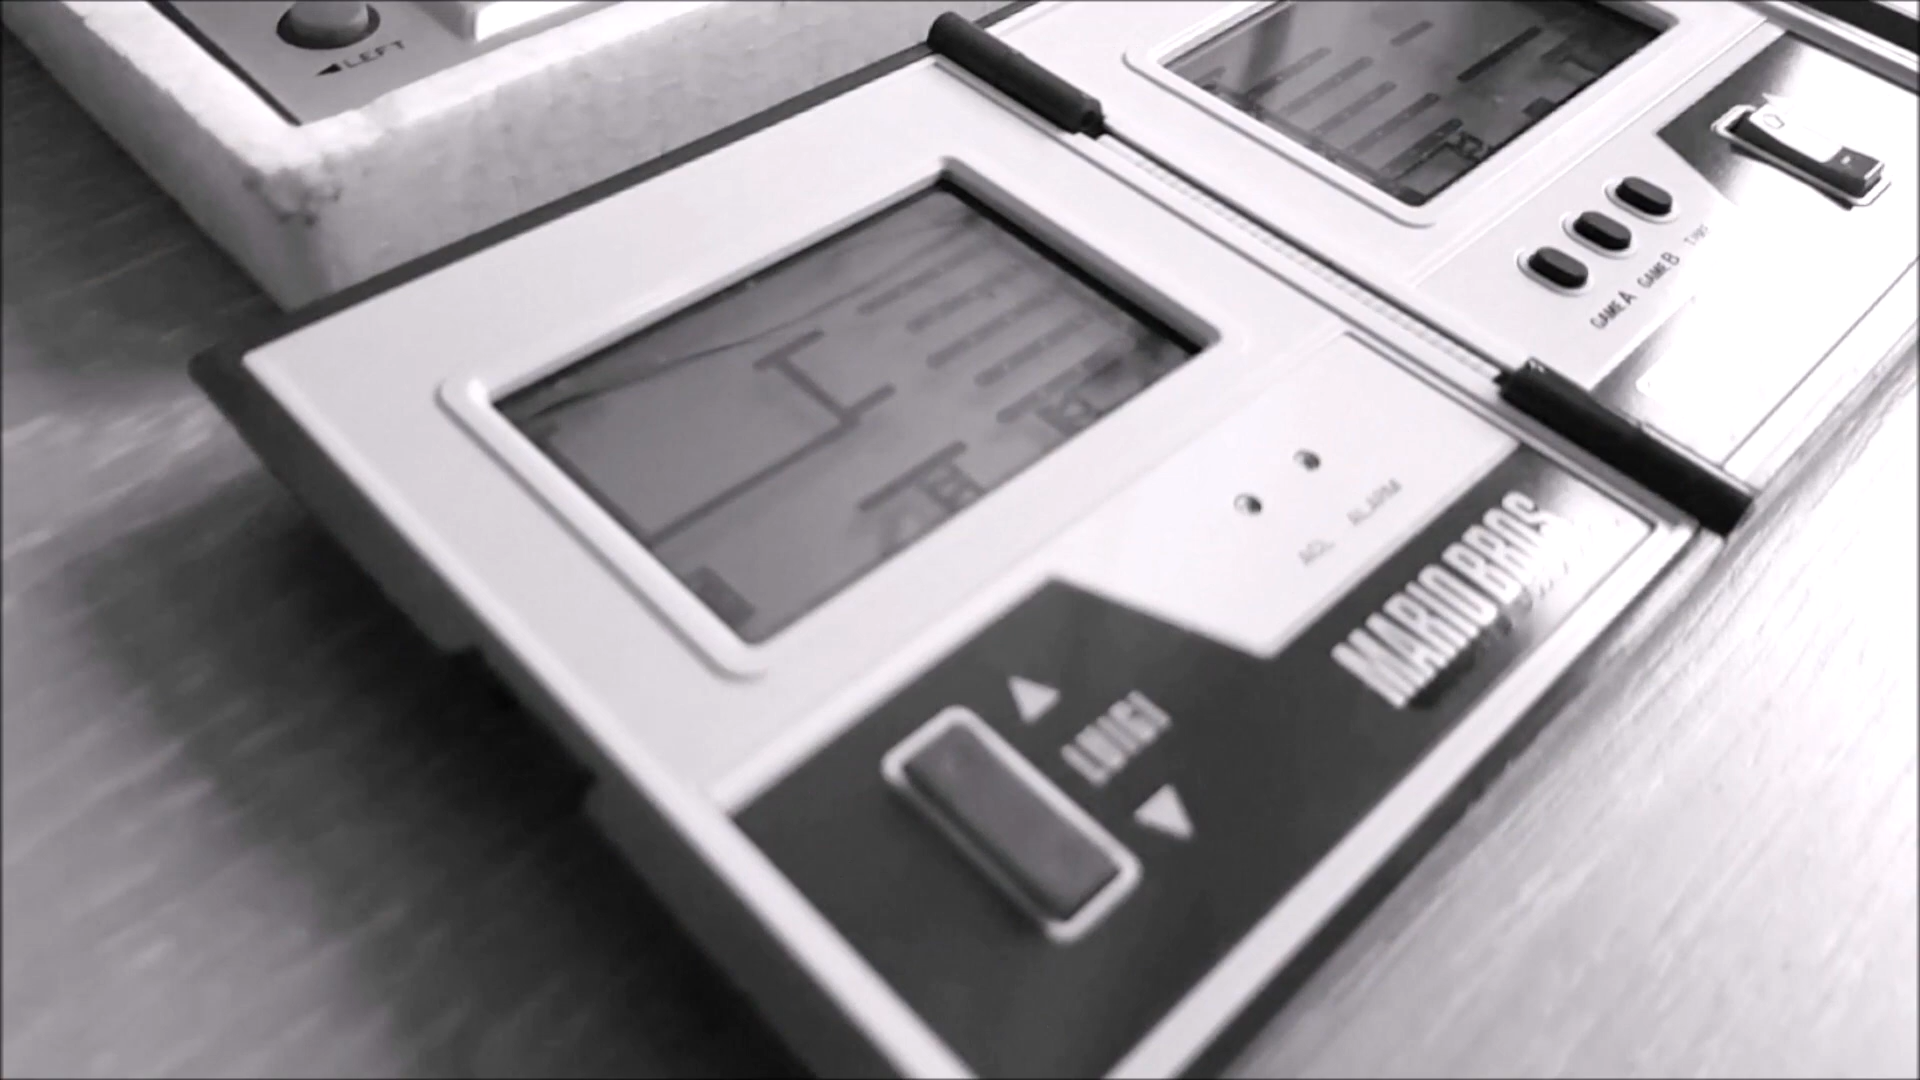 ◀LEFT
GAME A GAME B TIME
ACL ALARM
MARIO BROS.
▲
LUIGI
▼